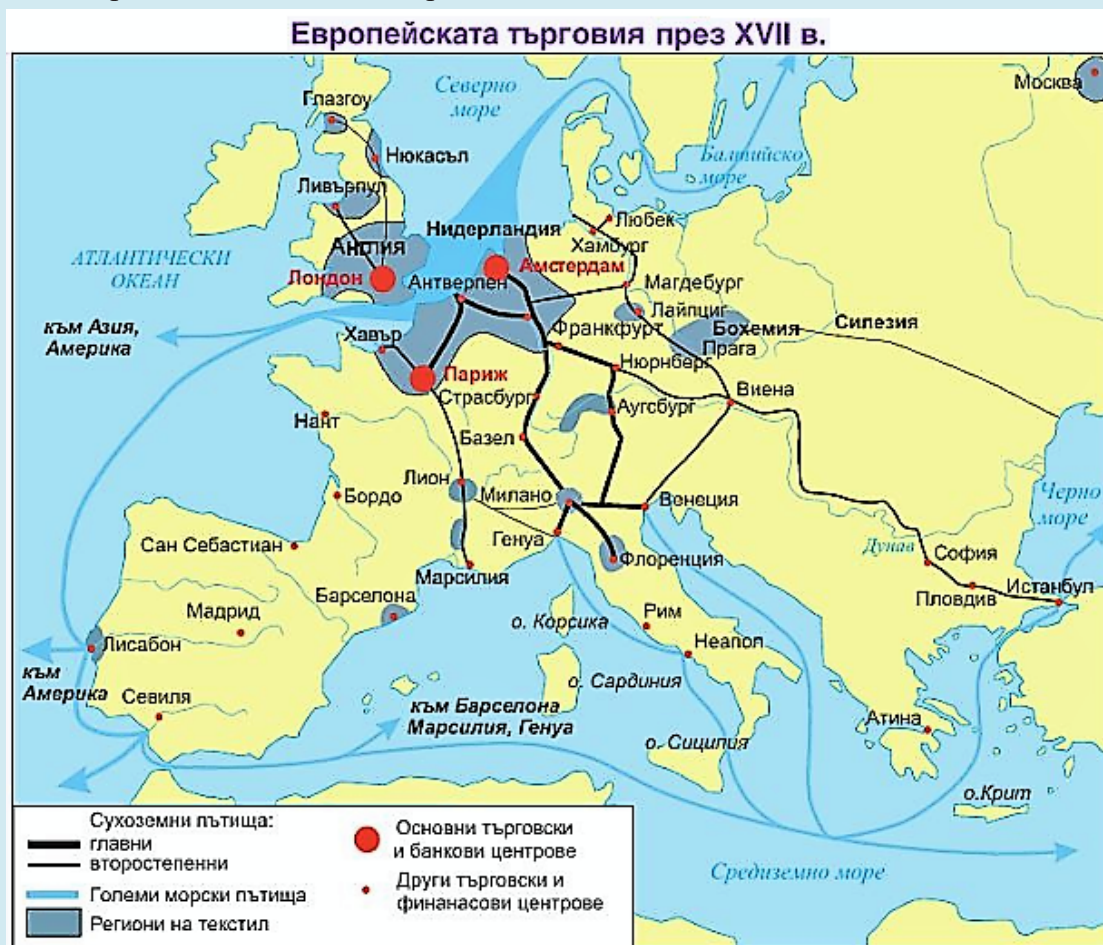 Европейската търговия през XVII в.
Москва
Северно
море
Глазгоу
Нюкасъл
Балтийско
море
Ливърпул
Любек
Нидерландия
Хамбург
Англия
АТЛАНТИЧЕСКИ
ОКЕАН
Лондон
Амстердам
Антверпен
Магдебург
Лайпциг
към Азия,
Америка
Хавър
Франкфурт
Бохемия
Силезия
Прага
Нюрнберг
Париж
Страсбург
Виена
Аугсбург
Нант
Базел
Лион
Милано
Венеция
Бордо
Черно
море
Генуа
Сан Себастиан
Дунав
София
Флоренция
Марсилия
Истанбул
Барселона
Пловдив
Мадрид
Рим
о. Корсика
Лисабон
Неапол
към
Америка
о. Сардиния
Севиля
към Барселона
Марсилия, Генуа
Атина
о. Сицилия
о.Крит
Сухоземни пътища:
главни
второстепенни
Големи морски пътища
Региони на текстил
Основни търговски
и банкови центрове
Други търговски и
финанасови центрове
Средиземно море